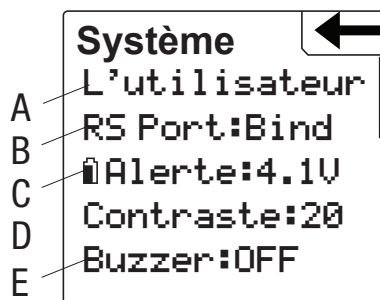 Système
A L'utilisateur
B RS Port:Bind
C Alerte:4.1V
D Contraste:20
E Buzzer:OFF